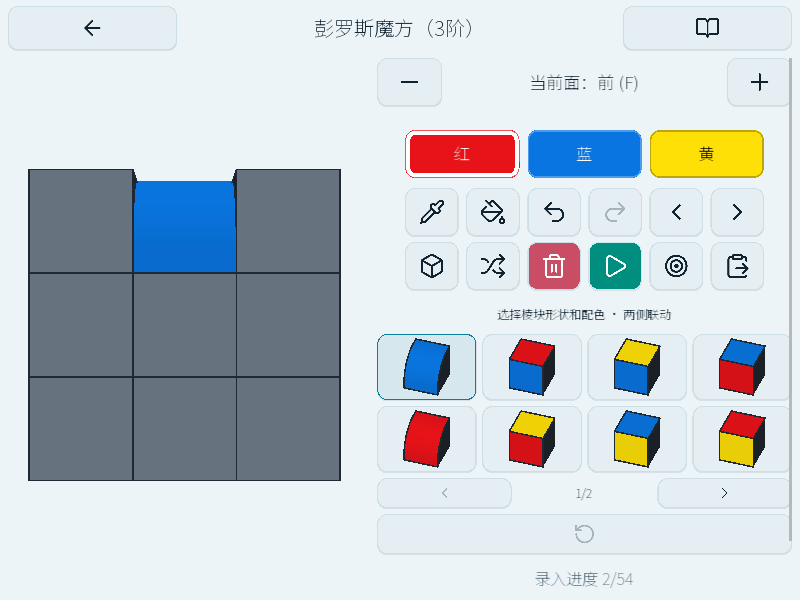 彭罗斯魔方（3阶）
当前面：前 (F)
红
蓝
黄
选择棱块形状和配色 · 两侧联动
1/2
录入进度 2/54